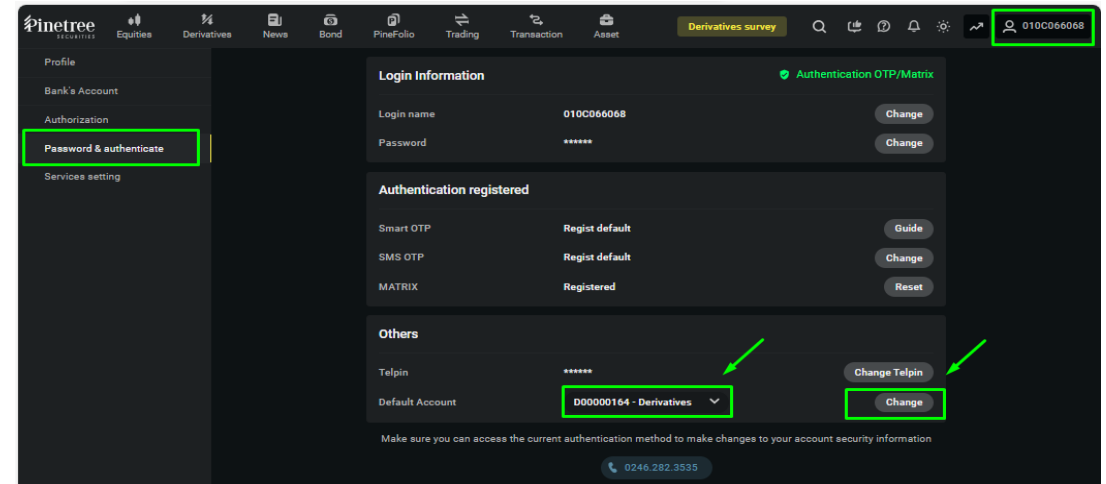 Pinetree
SECURITIES
Equities
Derivatives
News
Bond
PineFolio
Trading
Transaction
Asset
Derivatives survey
010C066068
Profile
Bank's Account
Authorization
Password & authenticate
Services setting
Login Information
Authentication OTP/Matrix
Login name 010C066068 Change
Password ****** Change
Authentication registered
Smart OTP Regist default Guide
SMS OTP Regist default Change
MATRIX Registered Reset
Others
Telpin ****** Change Telpin
Default Account D00000164 - Derivatives Change
Make sure you can access the current authentication method to make changes to your account security information
0246.282.3535